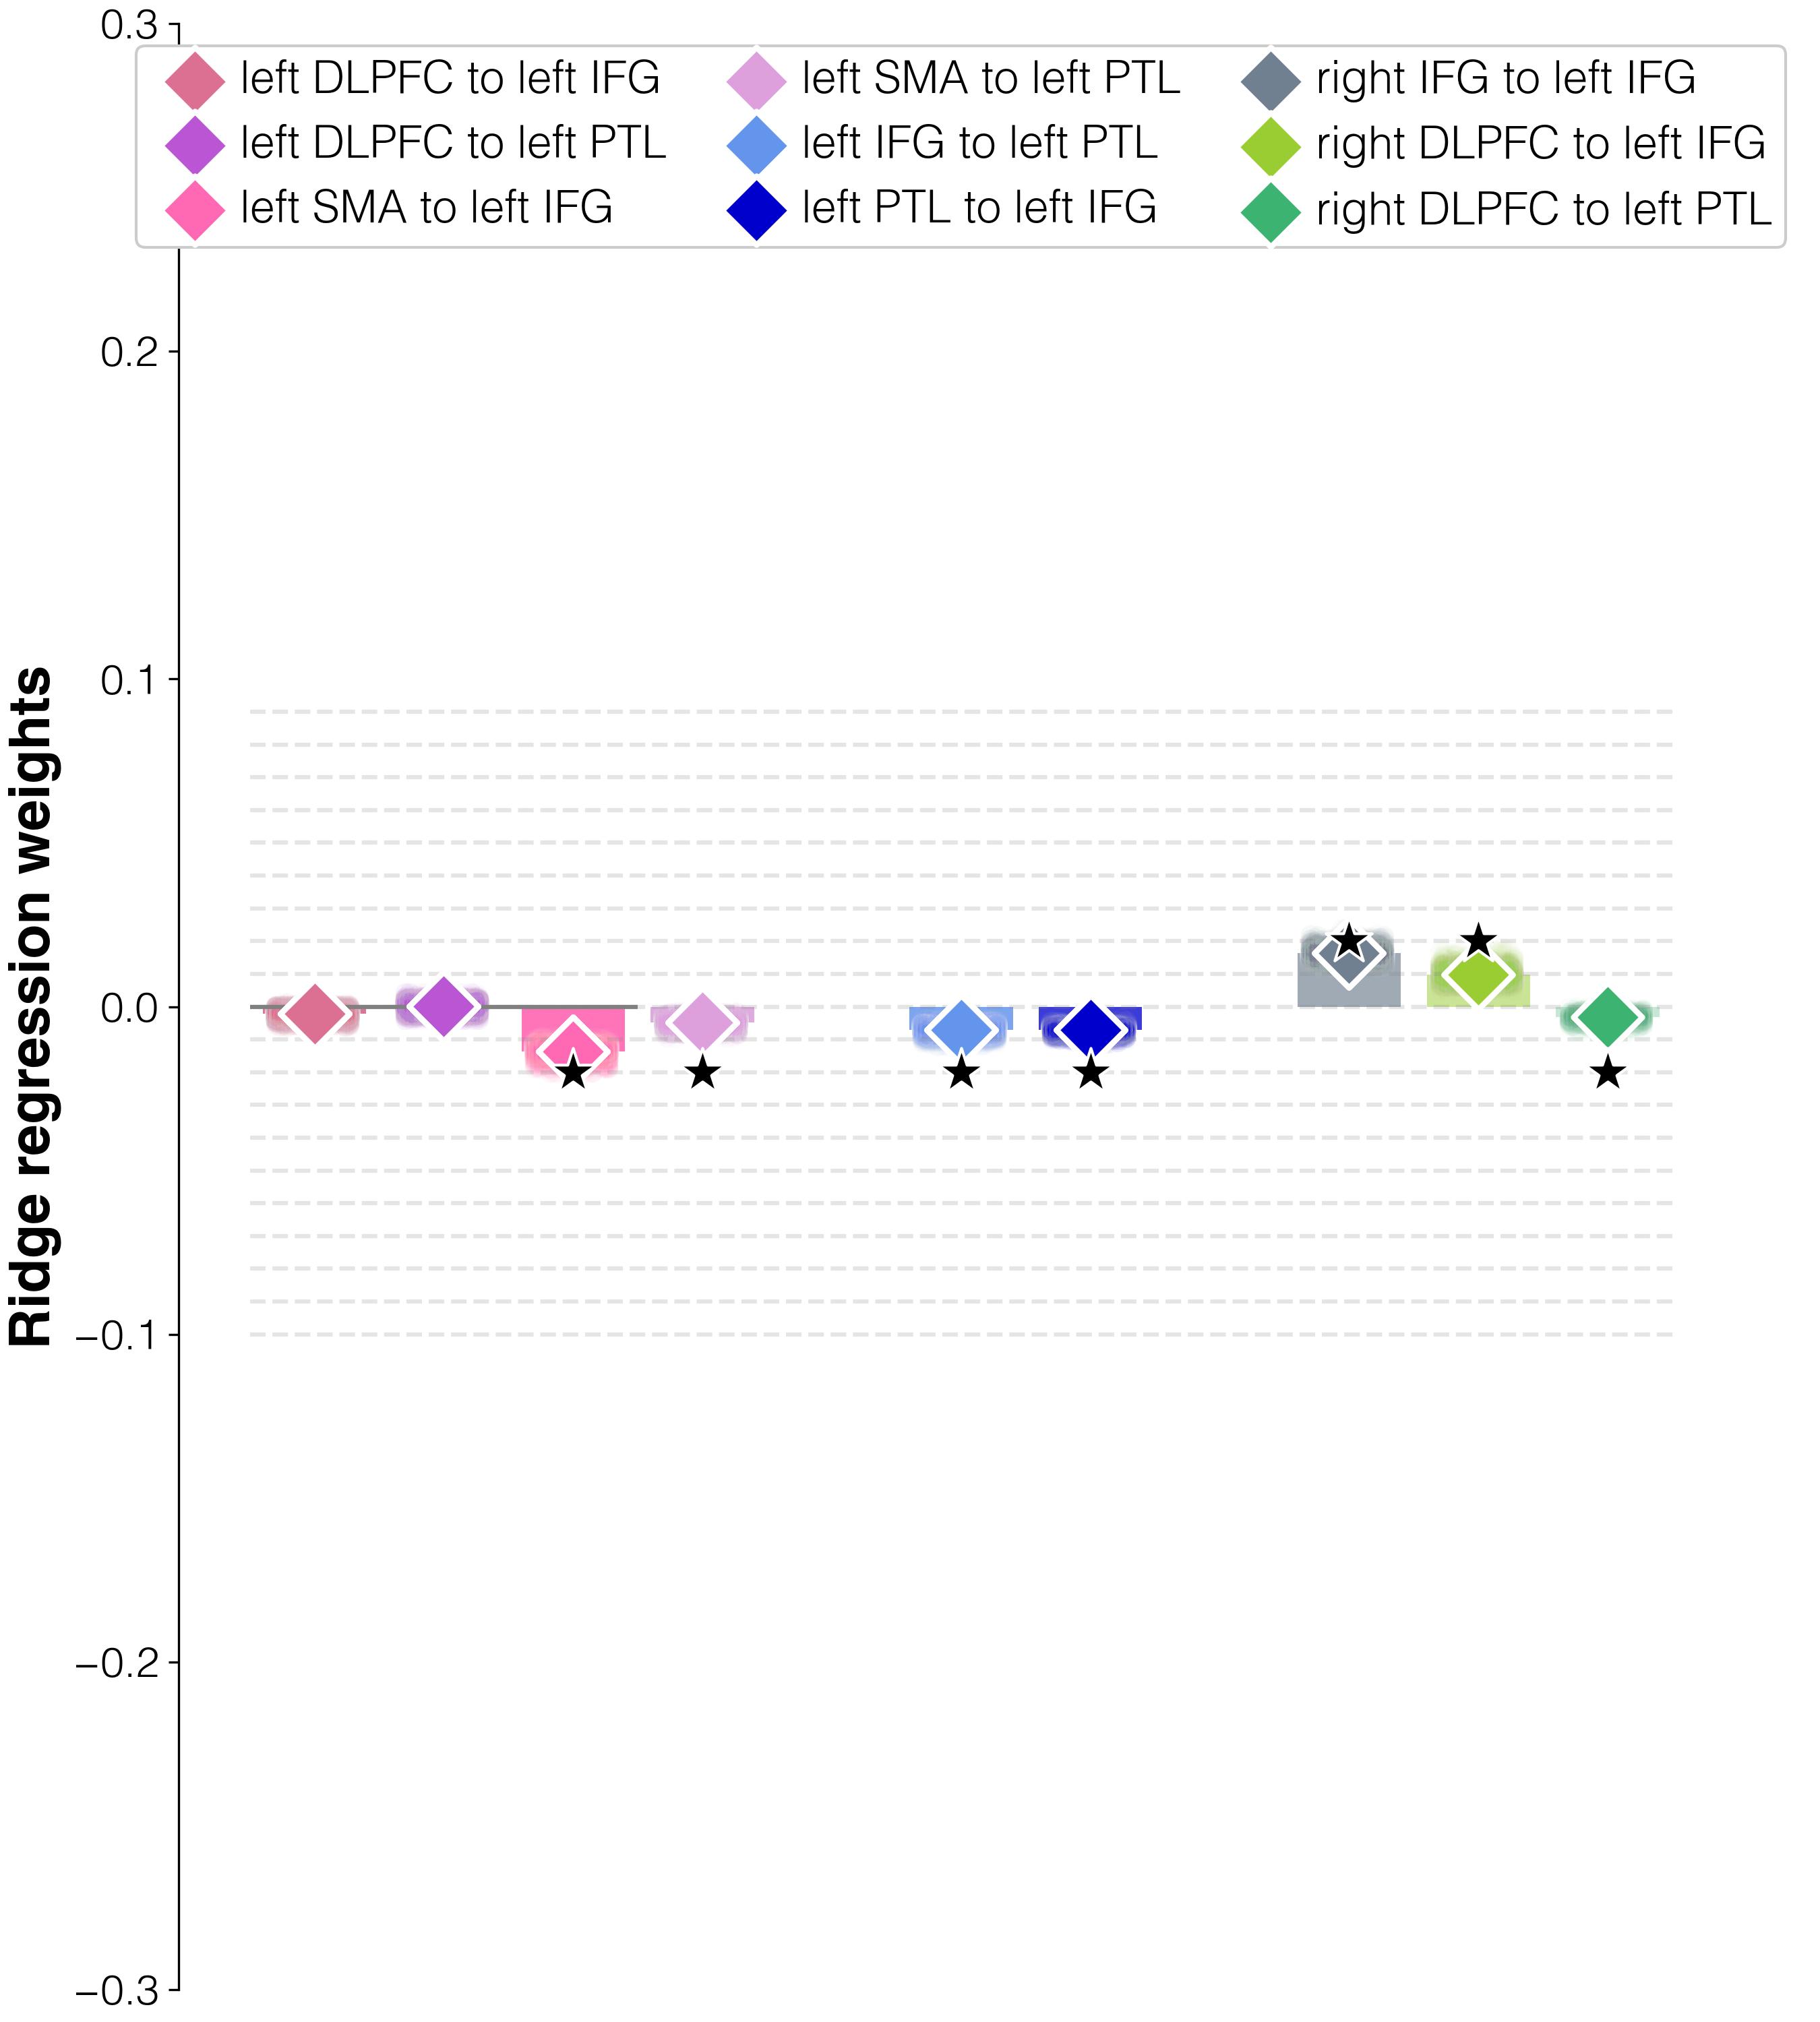 0.3
left DLPFC to left IFG
left DLPFC to left PTL
left SMA to left IFG
left SMA to left PTL
left IFG to left PTL
left PTL to left IFG
right IFG to left IFG
right DLPFC to left IFG
right DLPFC to left PTL
0.2
0.1
0.0
−0.1
−0.2
−0.3
Ridge regression weights